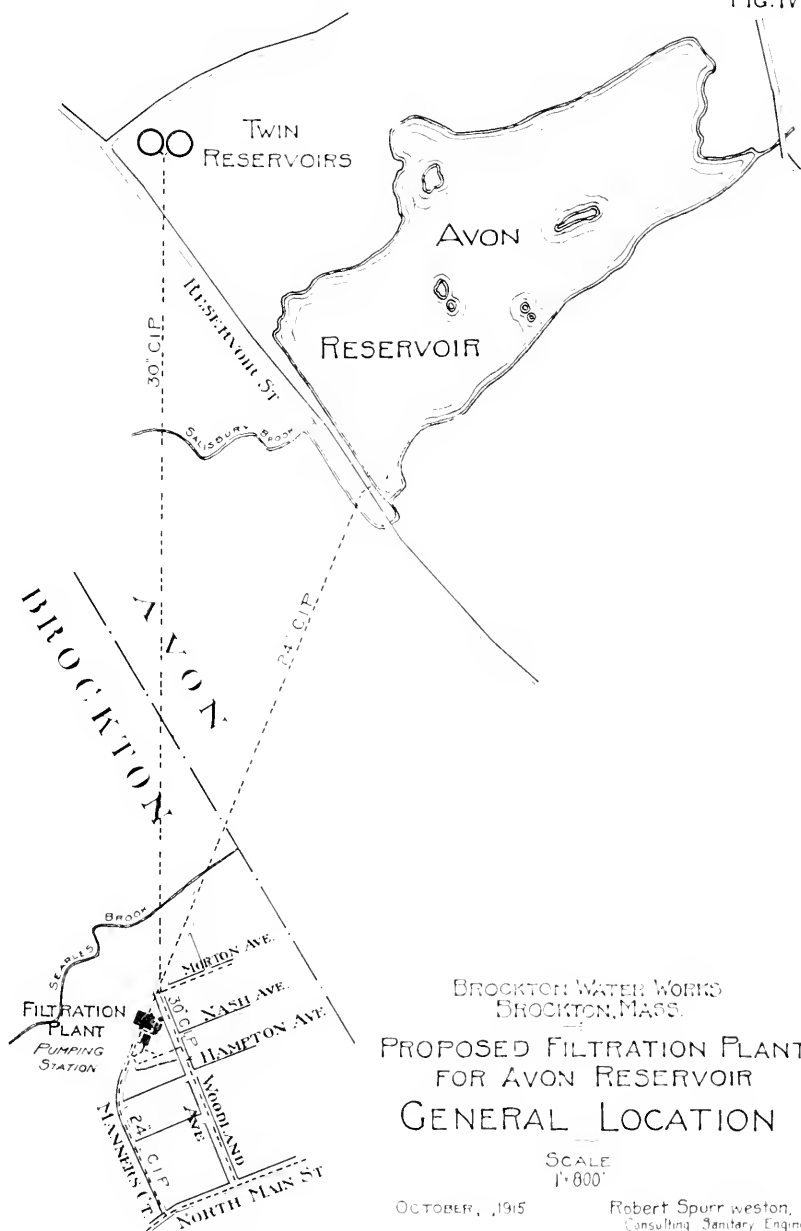 FIG. IV
TWIN
RESERVOIRS
AVON
RESERVOIR
RESERVOIR ST
30" C.I.P.
SALISBURY BROOK
24" C.I.P.
AVON
BROCKTON
SEARLES BROOK
MORTON AVE.
NASH AVE.
HAMPTON AVE
30" C.I.P.
FILTRATION
PLANT
PUMPING
STATION
WOODLAND
AVE
MANNERS CT.
24" C.I.P.
NORTH MAIN ST
BROCKTON WATER WORKS
BROCKTON, MASS.
PROPOSED FILTRATION PLANT
FOR AVON RESERVOIR
GENERAL LOCATION
SCALE
1"=800'
OCTOBER, 1915
Robert Spurr Weston,
Consulting Sanitary Engin